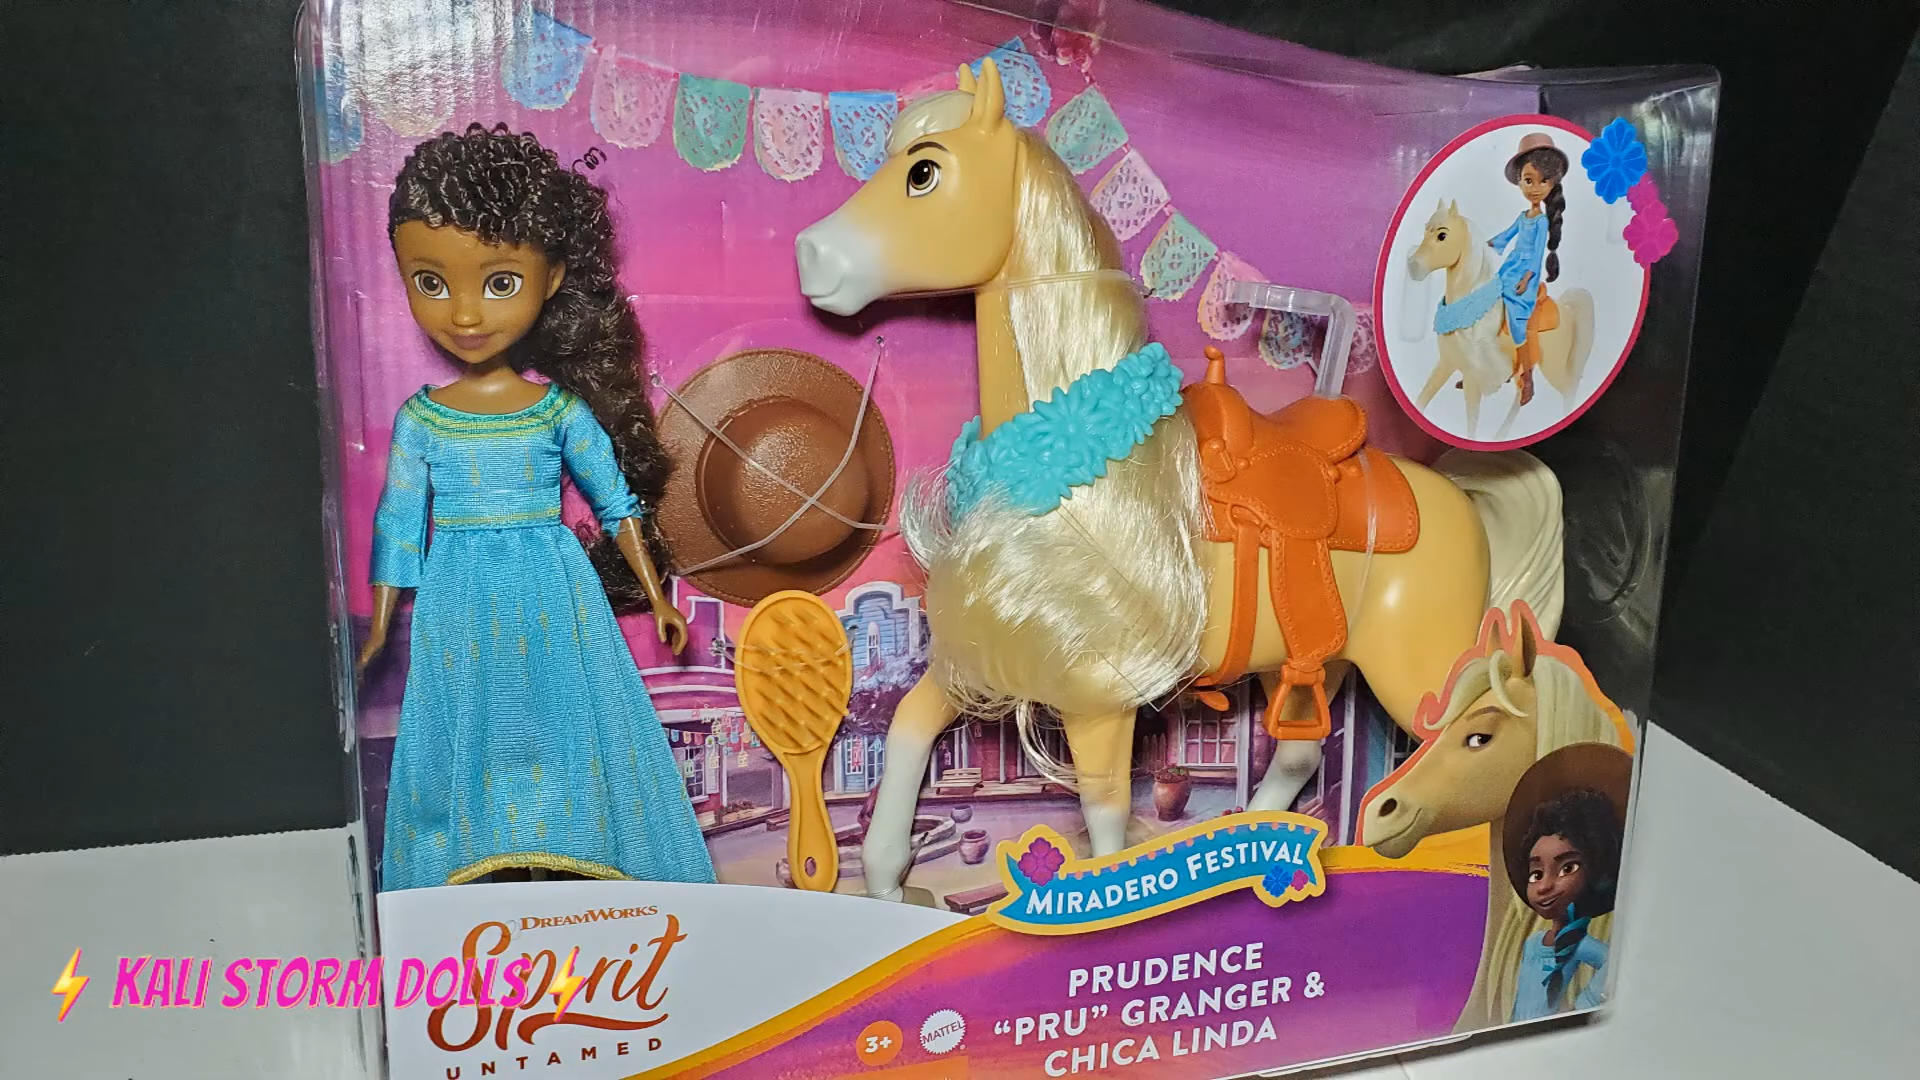 MIRADERO FESTIVAL
DREAMWORKS
Spirit
UNTAMED
⚡ KALI STORM DOLLS ⚡
3+
MATTEL
PRUDENCE
"PRU" GRANGER &
CHICA LINDA